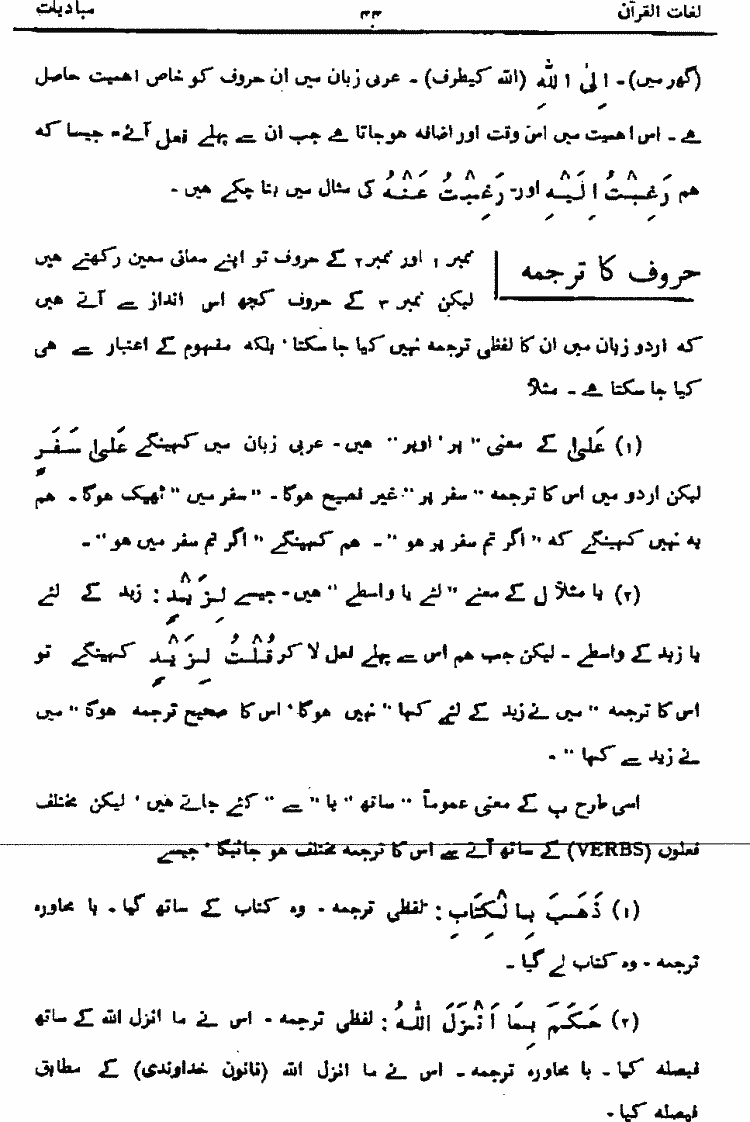 لغات القرآن ۳۳ مبادیات
(گھر میں)۔ اِلیَ اللّٰہِ (اللہ کیطرف) ۔ عربی زبان میں ان حروف کو خاص اہمیت حاصل
ہے ۔ اس اہمیت میں اس وقت اور اضافہ ہوجاتا ہے جب ان سے پہلے فعل آئے۔ جیسا کہ
ہم رَغِبْتُ اِلَیْہِ اور۔ رَغِبْتُ عَنْہُ کی مثال میں بتا چکے ہیں ۔
حروف کا ترجمہ
نمبر ۱ اور نمبر ۲ کے حروف تو اپنے معانی معین رکھتے ہیں
لیکن نمبر ۳ کے حروف کچھ اس انداز سے آتے ہیں
کہ اردو زبان میں ان کا لفظی ترجمہ نہیں کیا جا سکتا ، بلکہ مفہوم کے اعتبار سے ہی
کیا جا سکتا ہے ۔ مثلاً
(۱) عَلیٰ کے معنی ’’ پر ، اوپر ‘‘ ہیں۔ عربی زبان میں کہینگے عَلیٰ سَفَرٍ
لیکن اردو میں اس کا ترجمہ ’’ سفر پر ‘‘ غیر فصیح ہوگا ۔ ’’ سفر میں ‘‘ ٹھیک ہوگا ۔ ہم
یہ نہیں کہینگے کہ ’’ اگر تم سفر پر ہو ‘‘ ۔ ہم کہینگے ’’ اگر تم سفر میں ہو ‘‘ ۔
(۲) یا مثلاً ل کے معنے ’’ لئے یا واسطے ‘‘ ہیں۔ جیسے لِزَیْدٍ : زید کے لئے
یا زید کے واسطے ۔ لیکن جب ہم اس سے پہلے فعل لا کر قُلْتُ لِزَیْدٍ کہینگے تو
اس کا ترجمہ ’’ میں نے زید کے لئے کہا ‘‘ نہیں ہوگا ، اس کا صحیح ترجمہ ہوگا ’’ میں
نے زید سے کہا ‘‘ ۔
اسی طرح ب کے معنی عموماً ’’ ساتھ ‘‘ یا ’’ سے ‘‘ کئے جاتے ہیں ، لیکن مختلف
فعلوں (VERBS) کے ساتھ آنے سے اس کا ترجمہ مختلف ہو جائیگا ، جیسے
(۱) ذَھَبَ بِالْکِتَابِ : لفظی ترجمہ ۔ وہ کتاب کے ساتھ گیا ۔ با محاورہ
ترجمہ ۔ وہ کتاب لے گیا ۔
(۲) حَکَمَ بِمَا اَنْزَلَ اللّٰہُ : لفظی ترجمہ ۔ اس نے ما انزل اللہ کے ساتھ
فیصلہ کیا ۔ با محاورہ ترجمہ ۔ اس نے ما انزل اللہ (قانون خداوندی) کے مطابق
فیصلہ کیا ۔